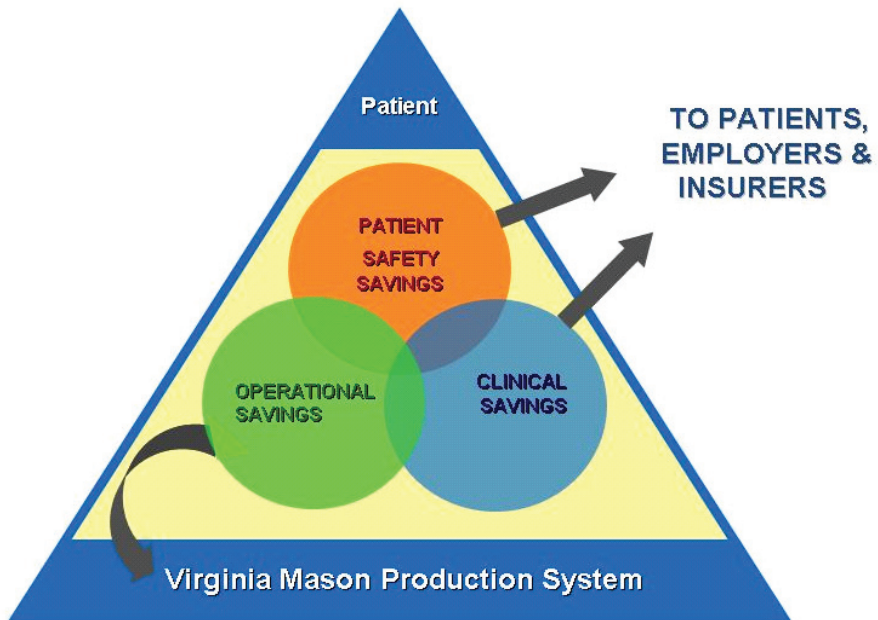 Patient
TO PATIENTS,
EMPLOYERS &
INSURERS
PATIENT
SAFETY
SAVINGS
OPERATIONAL
SAVINGS
CLINICAL
SAVINGS
Virginia Mason Production System